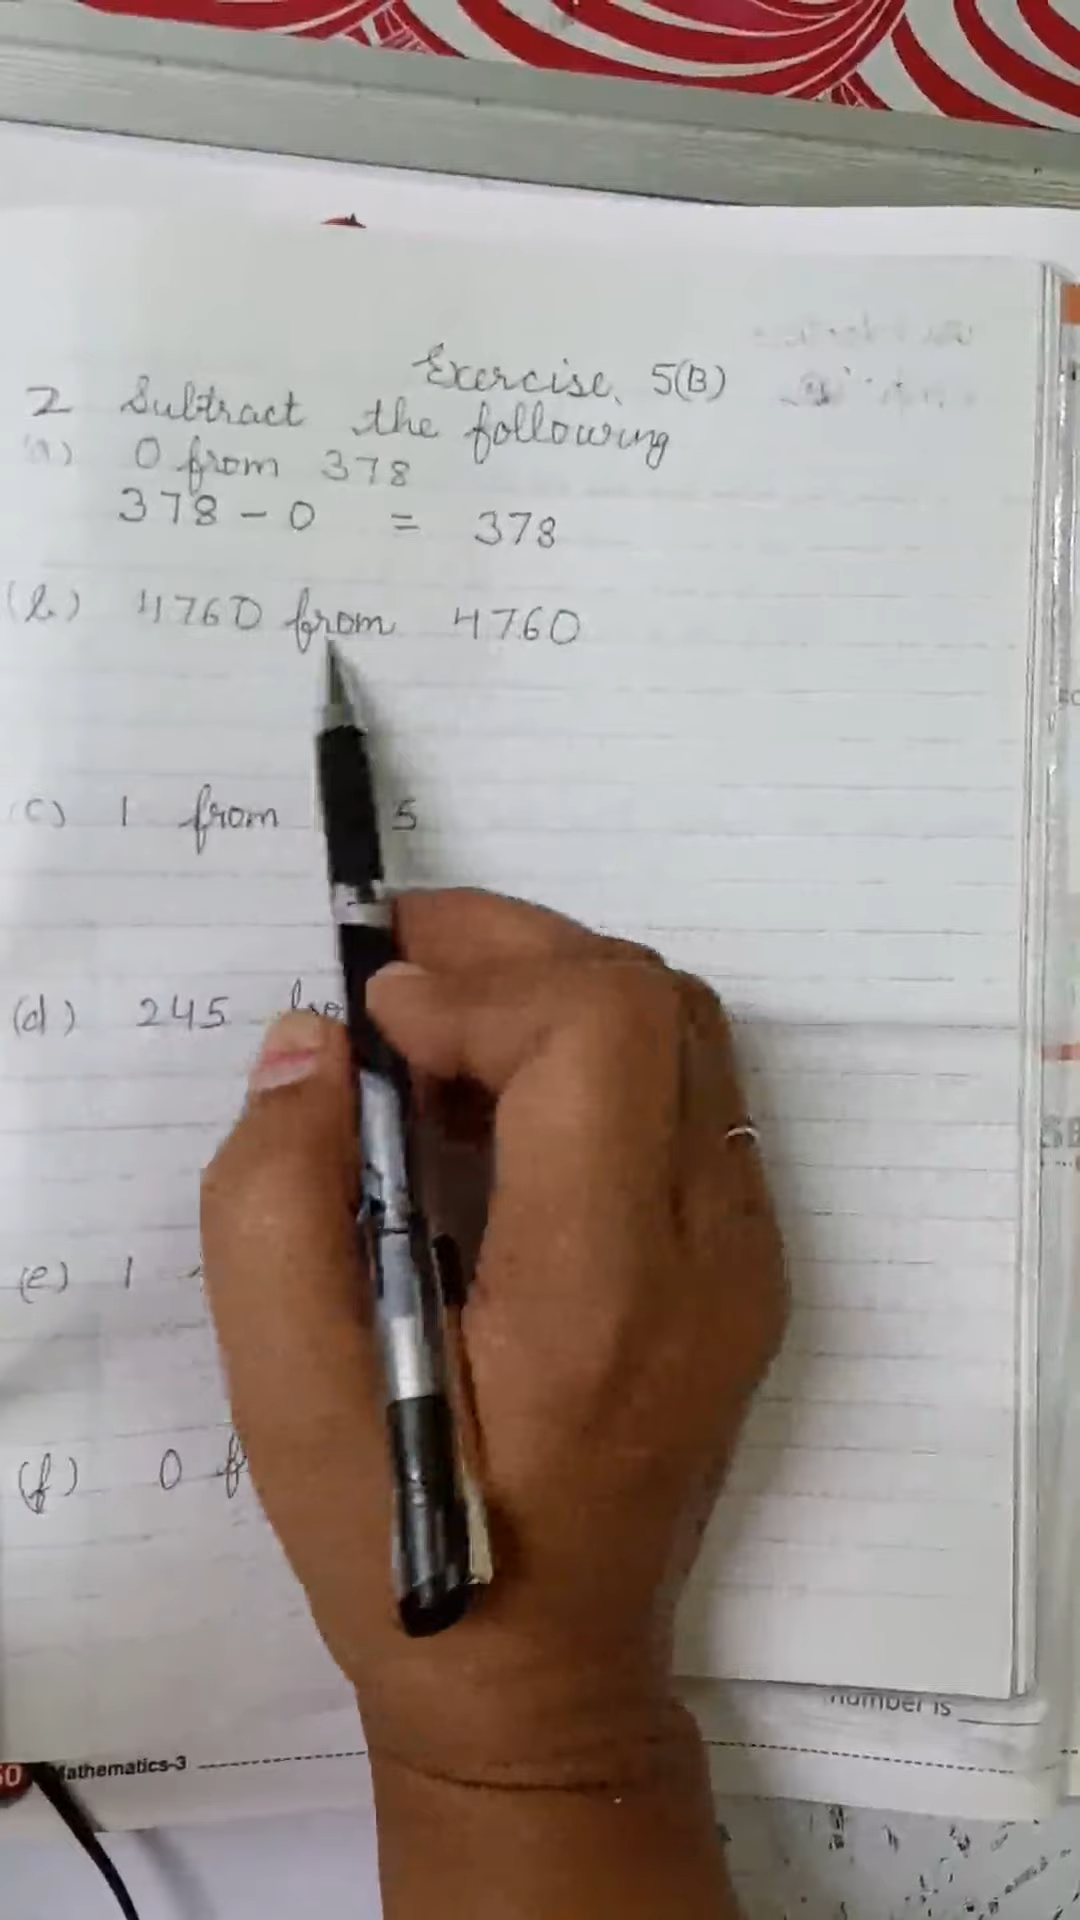 Exercise 5(B)
2 Subtract the following
(a) 0 from 378
378 - 0 = 378
(b) 4760 from 4760
(c) 1 from 5
(d) 245
(e) 1
(f) 0
number is
Mathematics-3